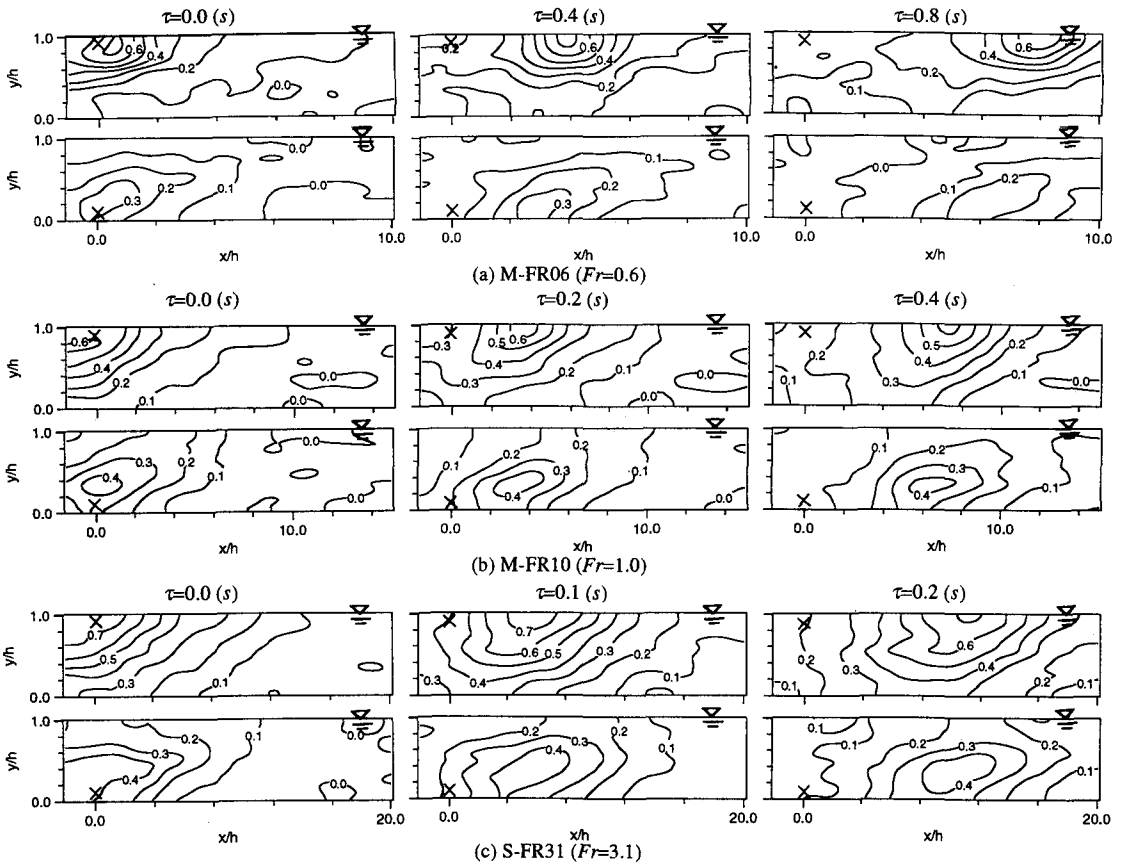 τ=0.0 (s) τ=0.4 (s) τ=0.8 (s)
y/h 1.0 0.0 0.6 0.4 0.2 0.0
0.2 0.6 0.4 0.2
0.6 0.4 0.2 0.1
y/h 1.0 0.0 0.3 0.2 0.1 0.0 0.0
0.3 0.2 0.1
0.0 0.1 0.2
0.0 10.0 0.0 10.0 0.0 10.0
x/h x/h x/h
(a) M-FR06 (Fr=0.6)
τ=0.0 (s) τ=0.2 (s) τ=0.4 (s)
y/h 1.0 0.0 0.6 0.4 0.2 0.1 0.0 0.0
0.3 0.3 0.5 0.6 0.4 0.2 0.1 0.0
0.1 0.2 0.3 0.5 0.4 0.2 0.1 0.0
y/h 1.0 0.0 0.4 0.3 0.2 0.1 0.0 0.0
0.1 0.2 0.4 0.3 0.2 0.1 0.0
0.1 0.2 0.3 0.4 0.1
0.0 10.0 0.0 10.0 0.0 10.0
x/h x/h x/h
(b) M-FR10 (Fr=1.0)
τ=0.0 (s) τ=0.1 (s) τ=0.2 (s)
y/h 1.0 0.0 0.7 0.5 0.3 0.1
0.3 0.4 0.7 0.6 0.5 0.3 0.2 0.1
0.1 0.2 0.3 0.6 0.4 0.2 0.1
y/h 1.0 0.0 0.4 0.3 0.2 0.1 0.0 0.0
0.4 0.3 0.2 0.1
0.1 0.1 0.2 0.3 0.4 0.2 0.1
0.0 20.0 0.0 20.0 0.0 20.0
x/h x/h x/h
(c) S-FR31 (Fr=3.1)